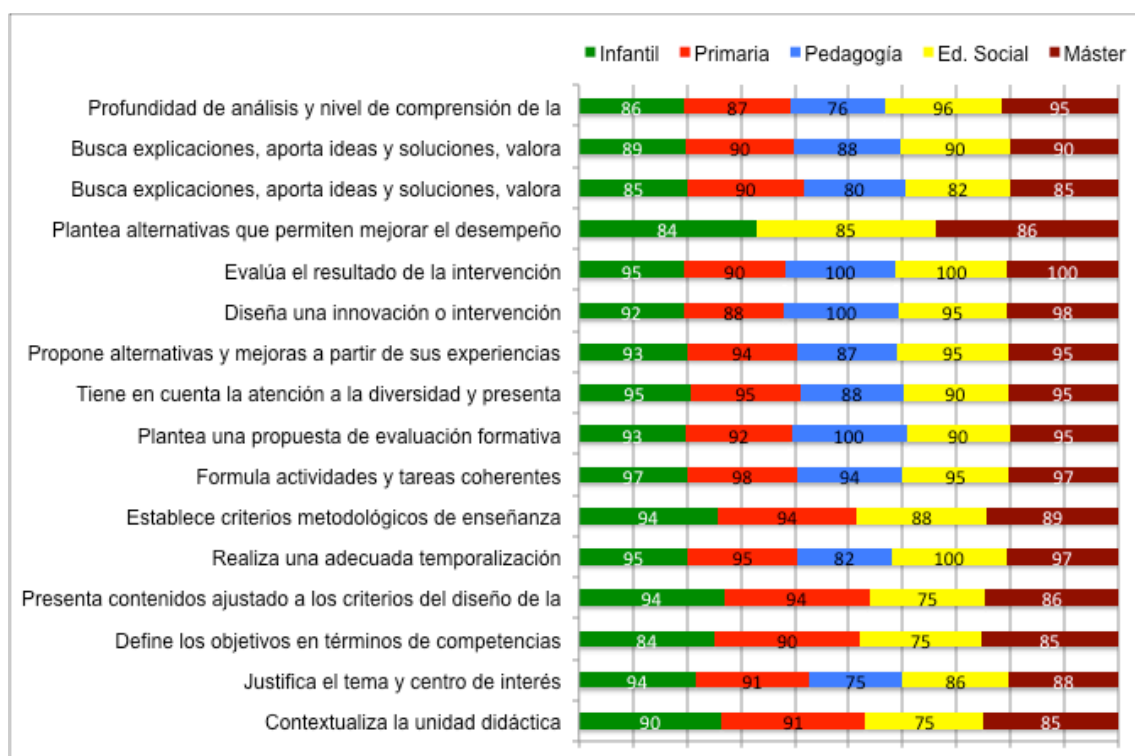 Infantil Primaria Pedagogía Ed. Social Máster
Profundidad de análisis y nivel de comprensión de la 86 87 76 96 95
Busca explicaciones, aporta ideas y soluciones, valora 89 90 88 90 90
Busca explicaciones, aporta ideas y soluciones, valora 85 90 80 82 85
Plantea alternativas que permiten mejorar el desempeño 84 85 86
Evalúa el resultado de la intervención 95 90 100 100 100
Diseña una innovación o intervención 92 88 100 95 98
Propone alternativas y mejoras a partir de sus experiencias 93 94 87 95 95
Tiene en cuenta la atención a la diversidad y presenta 95 95 88 90 95
Plantea una propuesta de evaluación formativa 93 92 100 90 95
Formula actividades y tareas coherentes 97 98 94 95 97
Establece criterios metodológicos de enseñanza 94 94 88 89
Realiza una adecuada temporalización 95 95 82 100 97
Presenta contenidos ajustado a los criterios del diseño de la 94 94 75 86
Define los objetivos en términos de competencias 84 90 75 85
Justifica el tema y centro de interés 94 91 75 86 88
Contextualiza la unidad didáctica 90 91 75 85